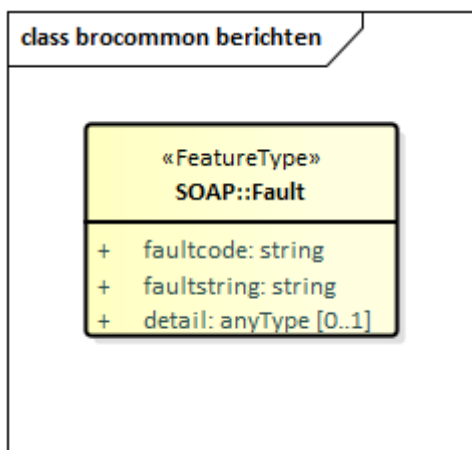 class brocommon berichten
«FeatureType»
SOAP::Fault
+ faultcode: string
+ faultstring: string
+ detail: anyType [0..1]